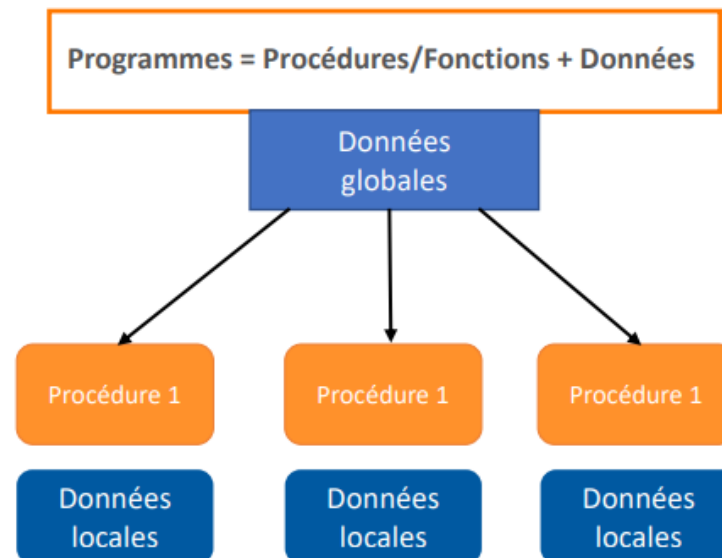 Programmes = Procédures/Fonctions + Données
Données
globales
Procédure 1
Procédure 1
Procédure 1
Données
locales
Données
locales
Données
locales